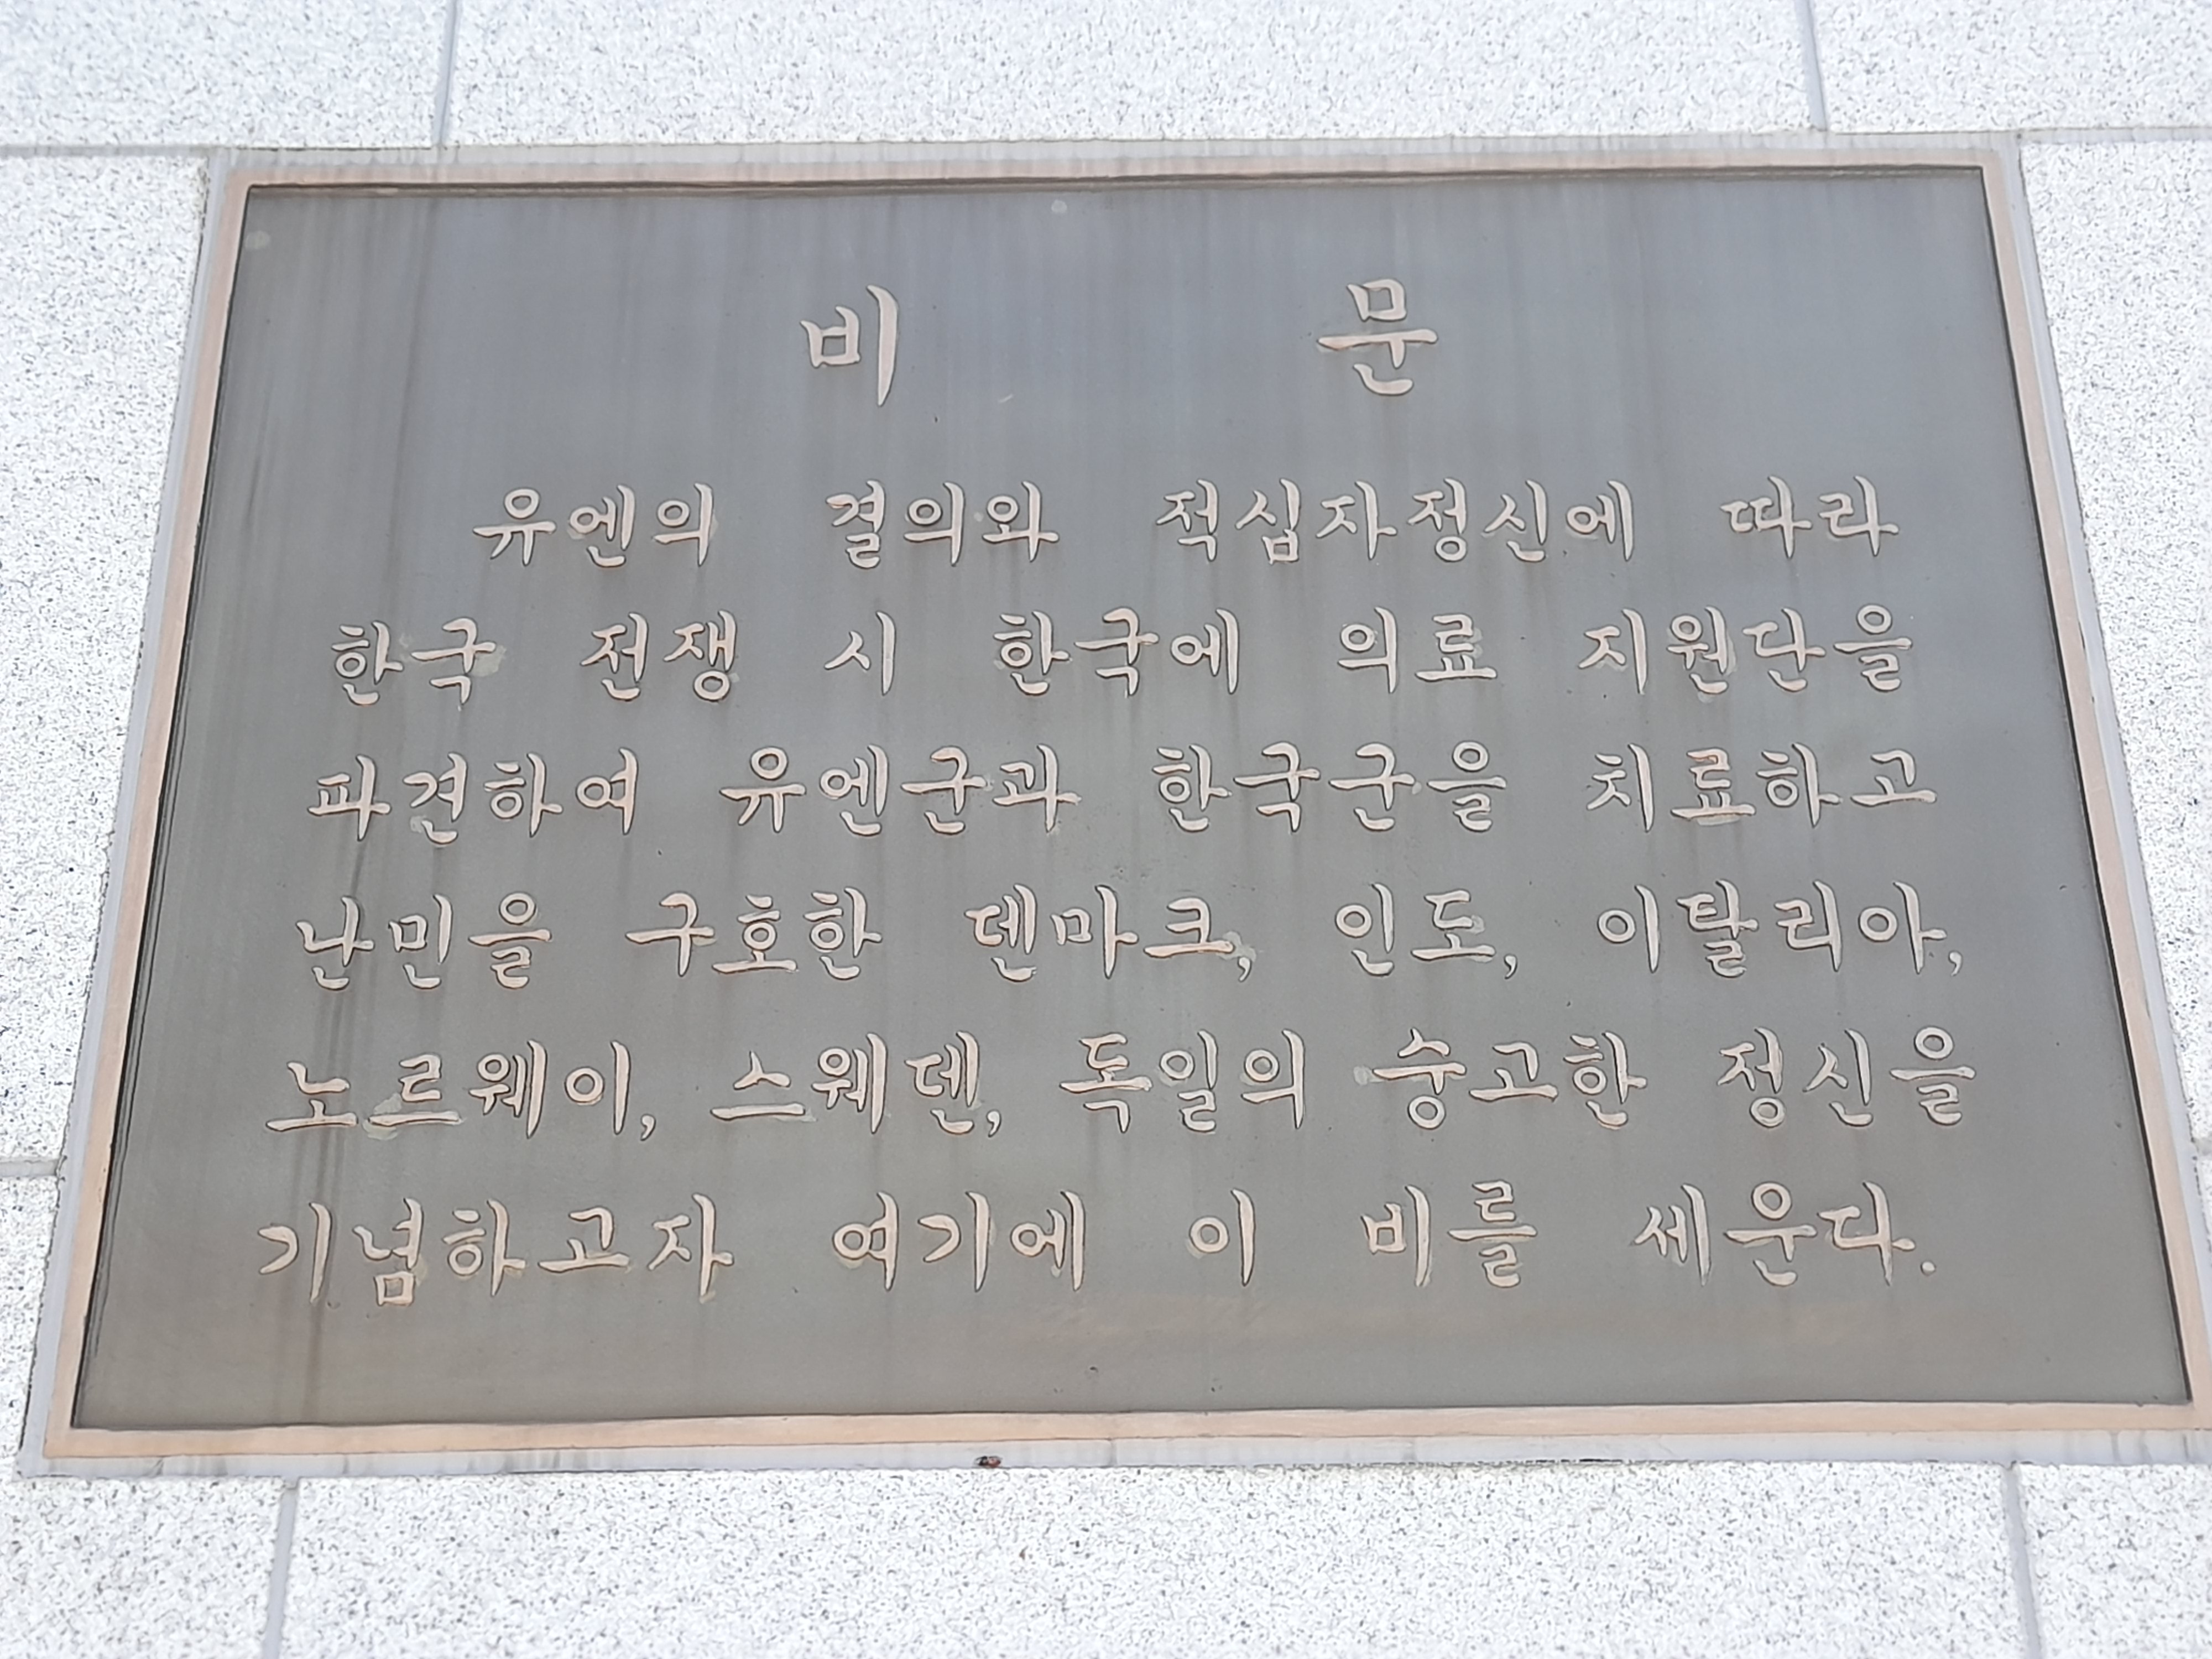 비 문
유엔의 결의와 적십자정신에 따라
한국 전쟁 시 한국에 의료 지원단을
파견하여 유엔군과 한국군을 치료하고
난민을 구호한 덴마크, 인도, 이탈리아,
노르웨이, 스웨덴, 독일의 숭고한 정신을
기념하고자 여기에 이 비를 세운다.